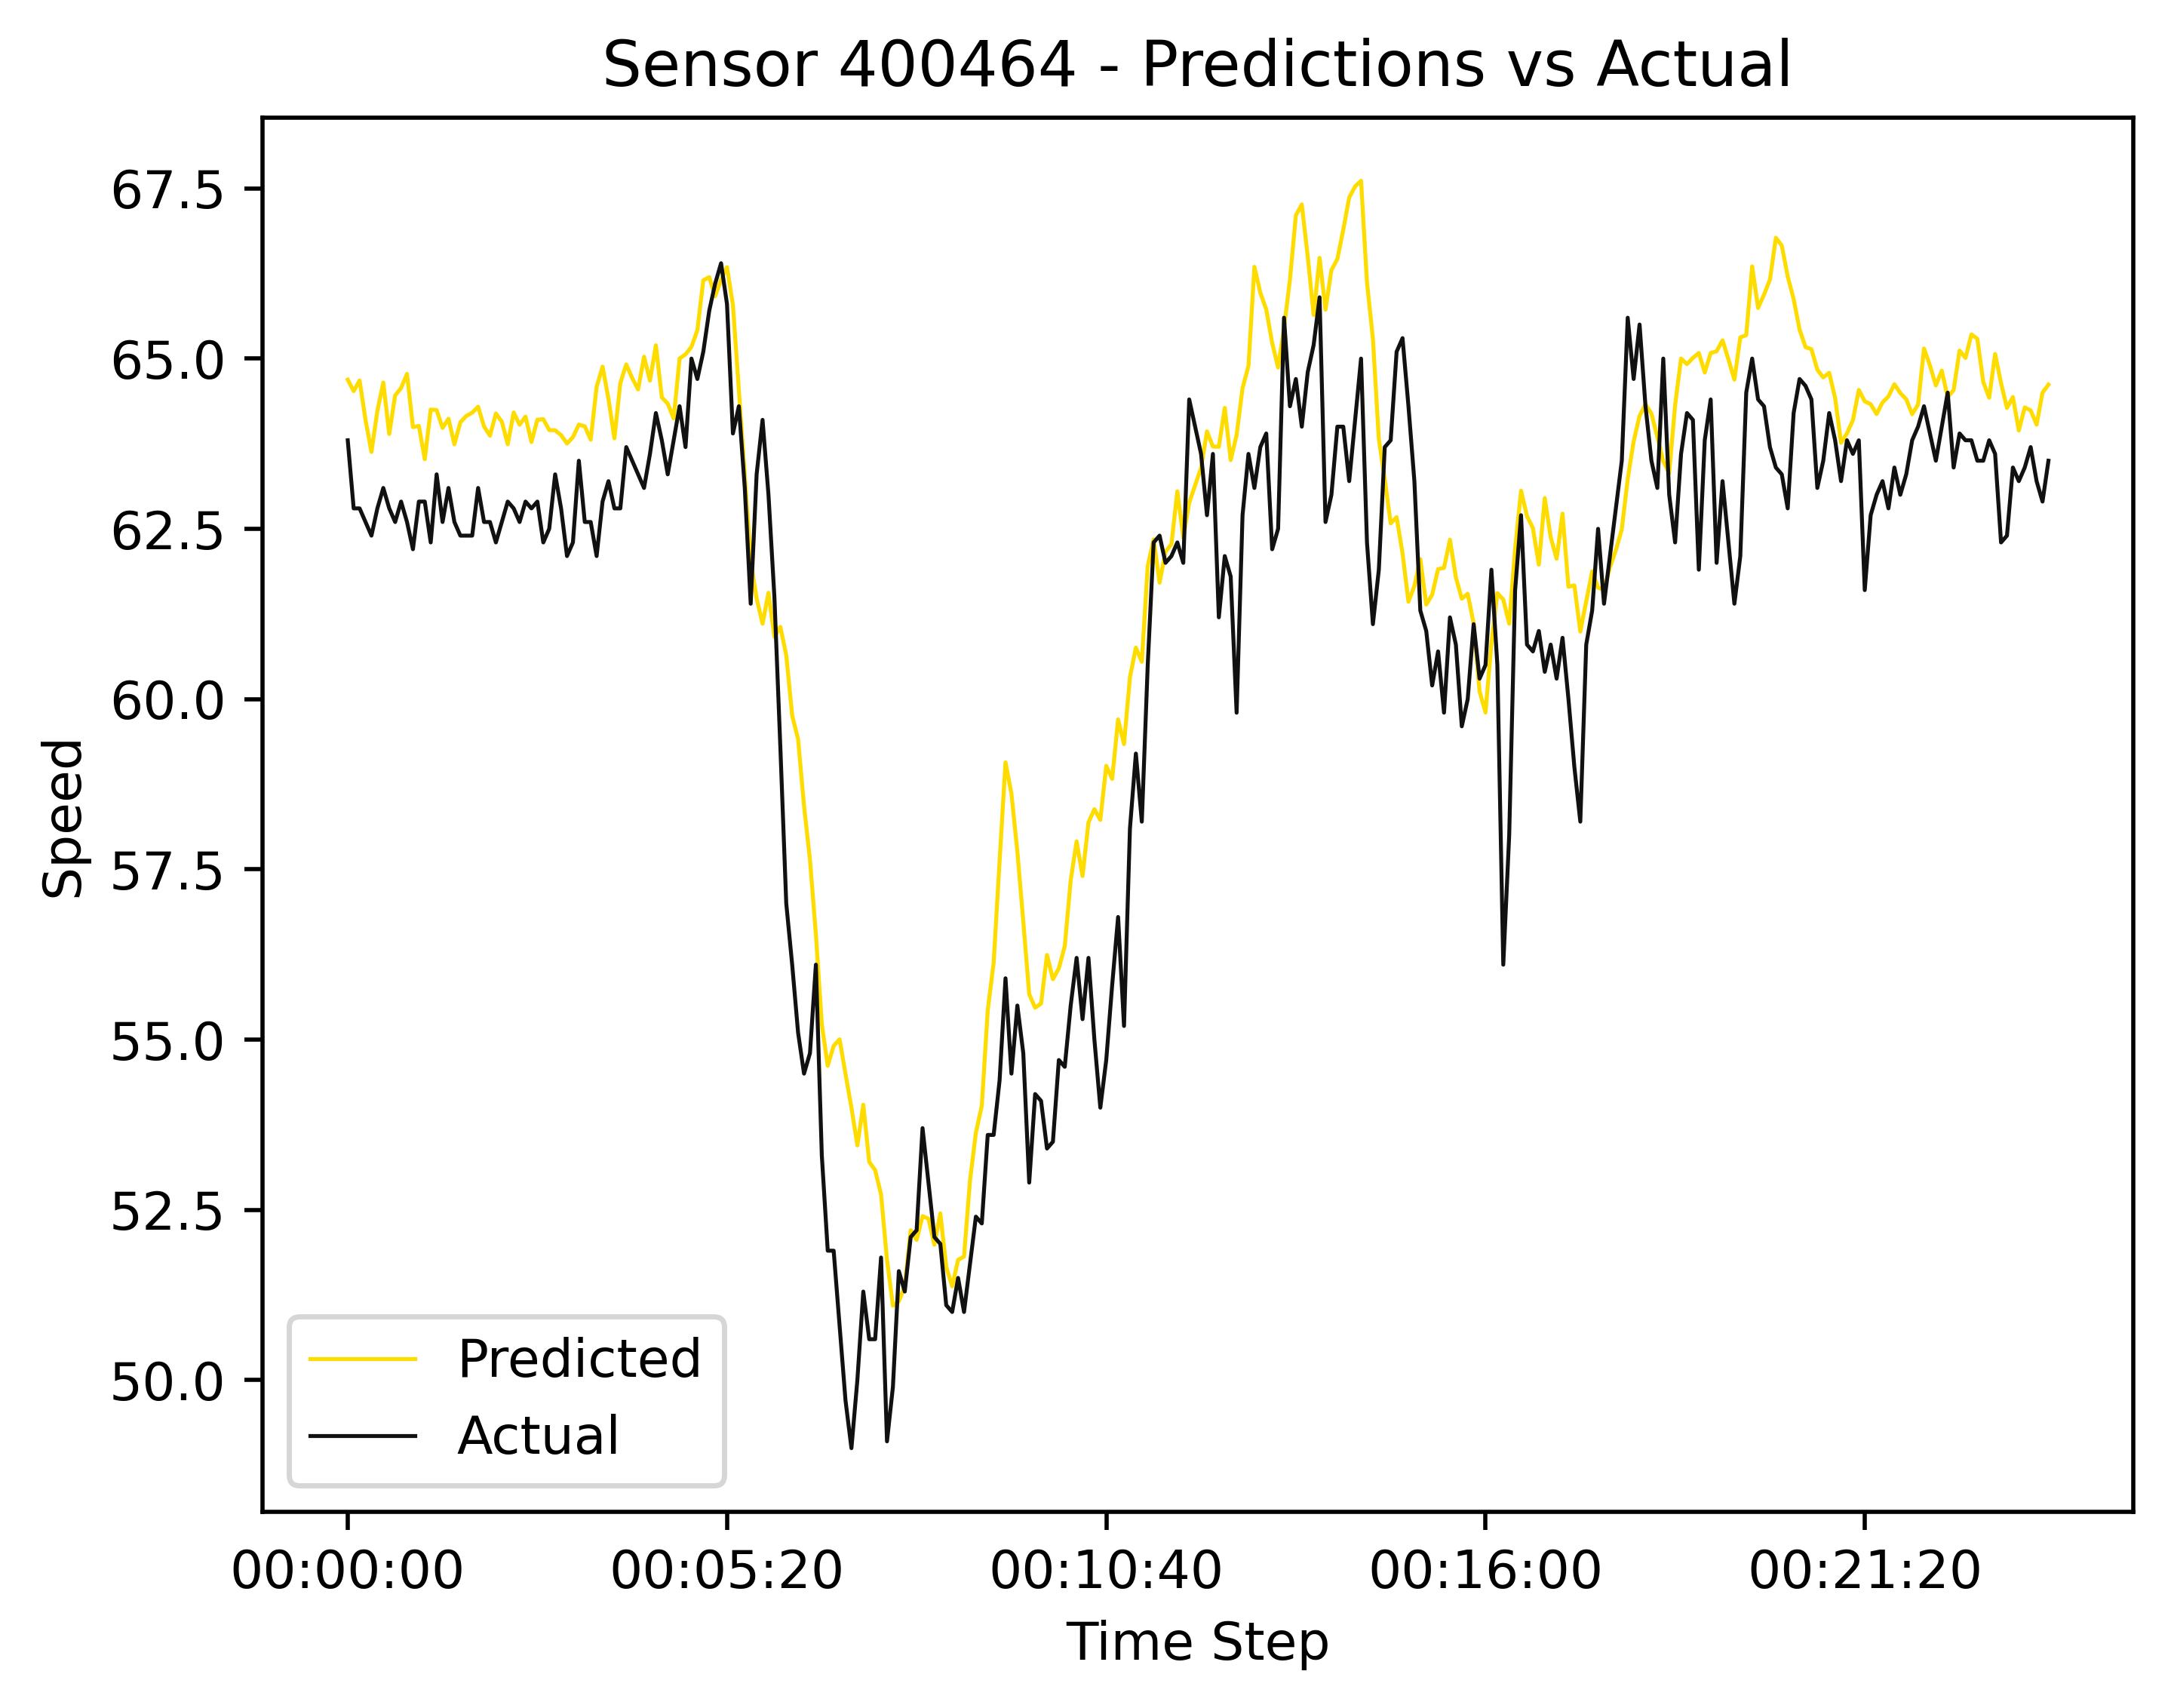 Sensor 400464 - Predictions vs Actual
67.5
65.0
62.5
60.0
57.5
55.0
52.5
50.0
Speed
Predicted
Actual
00:00:00 00:05:20 00:10:40 00:16:00 00:21:20
Time Step